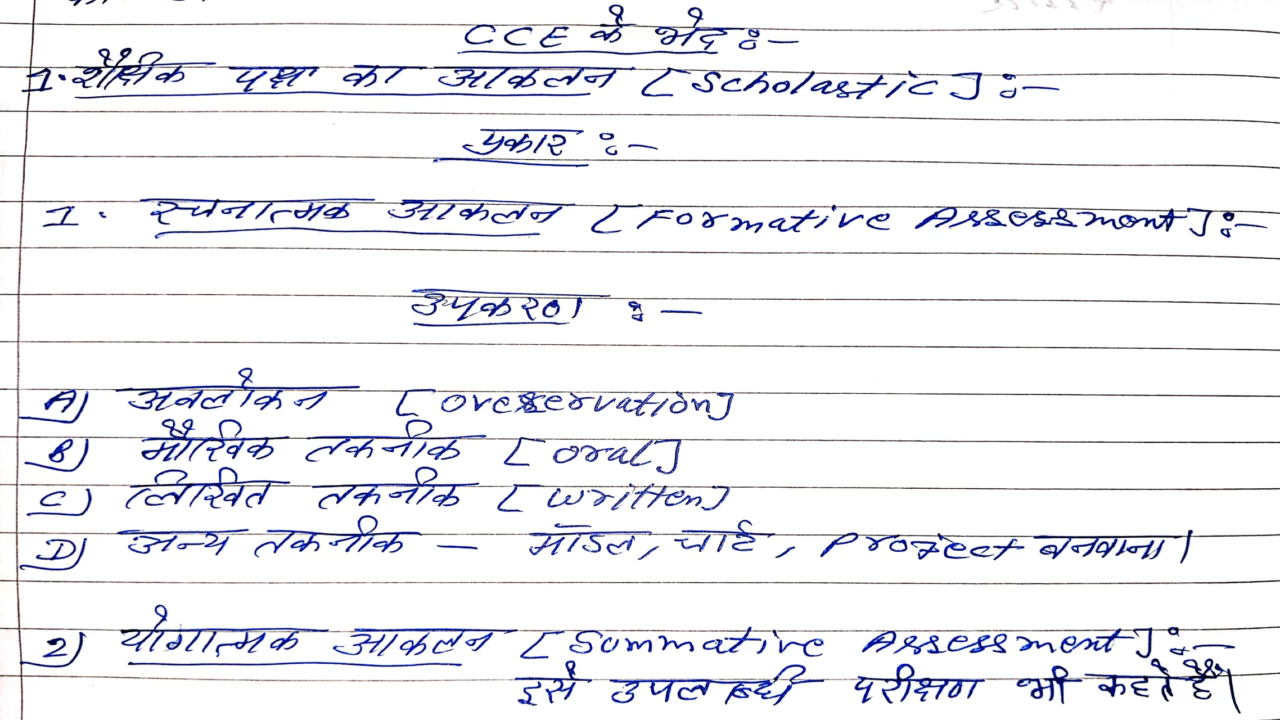 CCE के भेद :-
1. शैक्षिक पक्ष का आकलन [Scholastic] :-
प्रकार :-
1. रचनात्मक आकलन [Formative Assessment] :-
उपकरण :-
A) अवलोकन
B) मौखिक तकनीक [oral]
C) लिखित तकनीक [written]
D) अन्य तकनीक - मॉडल, चार्ट, Project बनवाना।
2) योगात्मक आकलन [Summative Assessment] :-
इसे उपलब्धी परीक्षण भी कहते है।